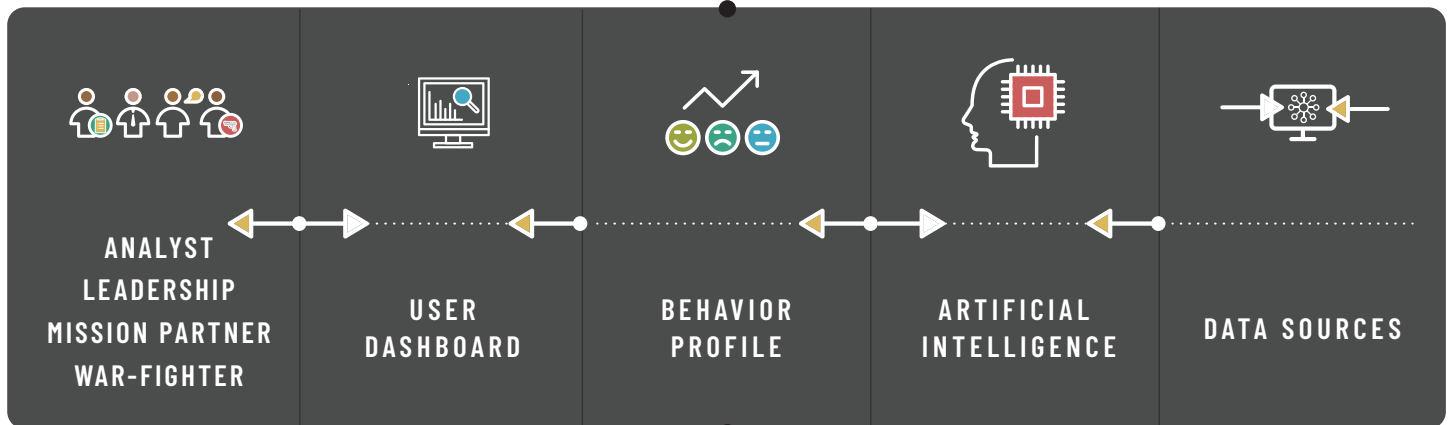 ANALYST
LEADERSHIP
MISSION PARTNER
WAR-FIGHTER
USER
DASHBOARD
BEHAVIOR
PROFILE
ARTIFICIAL
INTELLIGENCE
DATA SOURCES